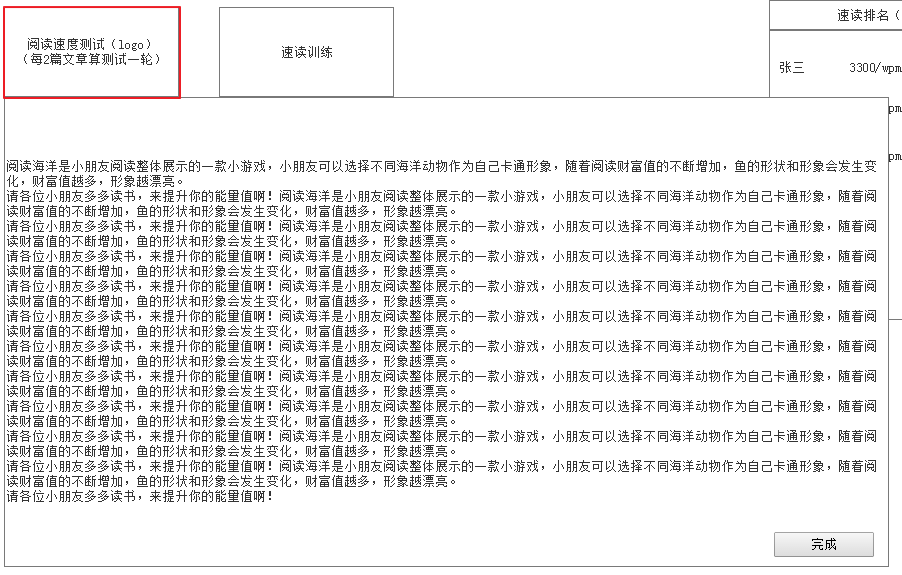 阅读速度测试（logo）
（每2篇文章算测试一轮）
速读训练
速读排名（
张三 3300/wpm
pm
pm
阅读海洋是小朋友阅读整体展示的一款小游戏，小朋友可以选择不同海洋动物作为自己卡通形象，随着阅读财富值的不断增加，鱼的形状和形象会发生变
化，财富值越多，形象越漂亮。
请各位小朋友多多读书，来提升你的能量值啊！阅读海洋是小朋友阅读整体展示的一款小游戏，小朋友可以选择不同海洋动物作为自己卡通形象，随着阅
读财富值的不断增加，鱼的形状和形象会发生变化，财富值越多，形象越漂亮。
请各位小朋友多多读书，来提升你的能量值啊！阅读海洋是小朋友阅读整体展示的一款小游戏，小朋友可以选择不同海洋动物作为自己卡通形象，随着阅
读财富值的不断增加，鱼的形状和形象会发生变化，财富值越多，形象越漂亮。
请各位小朋友多多读书，来提升你的能量值啊！阅读海洋是小朋友阅读整体展示的一款小游戏，小朋友可以选择不同海洋动物作为自己卡通形象，随着阅
读财富值的不断增加，鱼的形状和形象会发生变化，财富值越多，形象越漂亮。
请各位小朋友多多读书，来提升你的能量值啊！阅读海洋是小朋友阅读整体展示的一款小游戏，小朋友可以选择不同海洋动物作为自己卡通形象，随着阅
读财富值的不断增加，鱼的形状和形象会发生变化，财富值越多，形象越漂亮。
请各位小朋友多多读书，来提升你的能量值啊！阅读海洋是小朋友阅读整体展示的一款小游戏，小朋友可以选择不同海洋动物作为自己卡通形象，随着阅
读财富值的不断增加，鱼的形状和形象会发生变化，财富值越多，形象越漂亮。
请各位小朋友多多读书，来提升你的能量值啊！阅读海洋是小朋友阅读整体展示的一款小游戏，小朋友可以选择不同海洋动物作为自己卡通形象，随着阅
读财富值的不断增加，鱼的形状和形象会发生变化，财富值越多，形象越漂亮。
请各位小朋友多多读书，来提升你的能量值啊！阅读海洋是小朋友阅读整体展示的一款小游戏，小朋友可以选择不同海洋动物作为自己卡通形象，随着阅
读财富值的不断增加，鱼的形状和形象会发生变化，财富值越多，形象越漂亮。
请各位小朋友多多读书，来提升你的能量值啊！阅读海洋是小朋友阅读整体展示的一款小游戏，小朋友可以选择不同海洋动物作为自己卡通形象，随着阅
读财富值的不断增加，鱼的形状和形象会发生变化，财富值越多，形象越漂亮。
请各位小朋友多多读书，来提升你的能量值啊！阅读海洋是小朋友阅读整体展示的一款小游戏，小朋友可以选择不同海洋动物作为自己卡通形象，随着阅
读财富值的不断增加，鱼的形状和形象会发生变化，财富值越多，形象越漂亮。
请各位小朋友多多读书，来提升你的能量值啊！阅读海洋是小朋友阅读整体展示的一款小游戏，小朋友可以选择不同海洋动物作为自己卡通形象，随着阅
读财富值的不断增加，鱼的形状和形象会发生变化，财富值越多，形象越漂亮。
请各位小朋友多多读书，来提升你的能量值啊！
完成